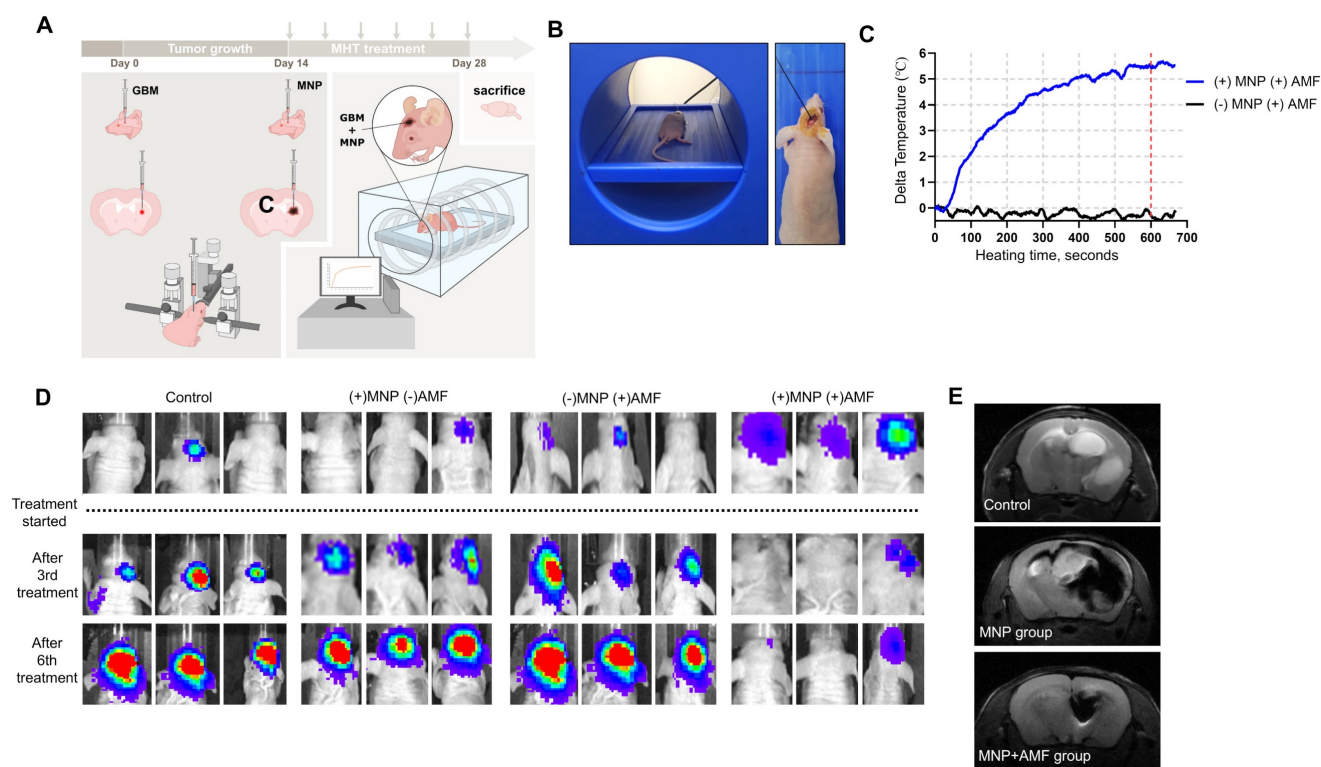 A
Tumor growth
MHT treatment
Day 0
Day 14
Day 28
GBM
MNP
sacrifice
GBM
+
MNP
C
B
C
Delta Temperature (°C)
6
5
4
3
2
1
0
0 100 200 300 400 500 600 700
Heating time, seconds
(+) MNP (+) AMF
(-) MNP (+) AMF
D
Control
(+)MNP (-)AMF
(-)MNP (+)AMF
(+)MNP (+)AMF
Treatment
started
After
3rd
treatment
After
6th
treatment
E
Control
MNP group
MNP+AMF group